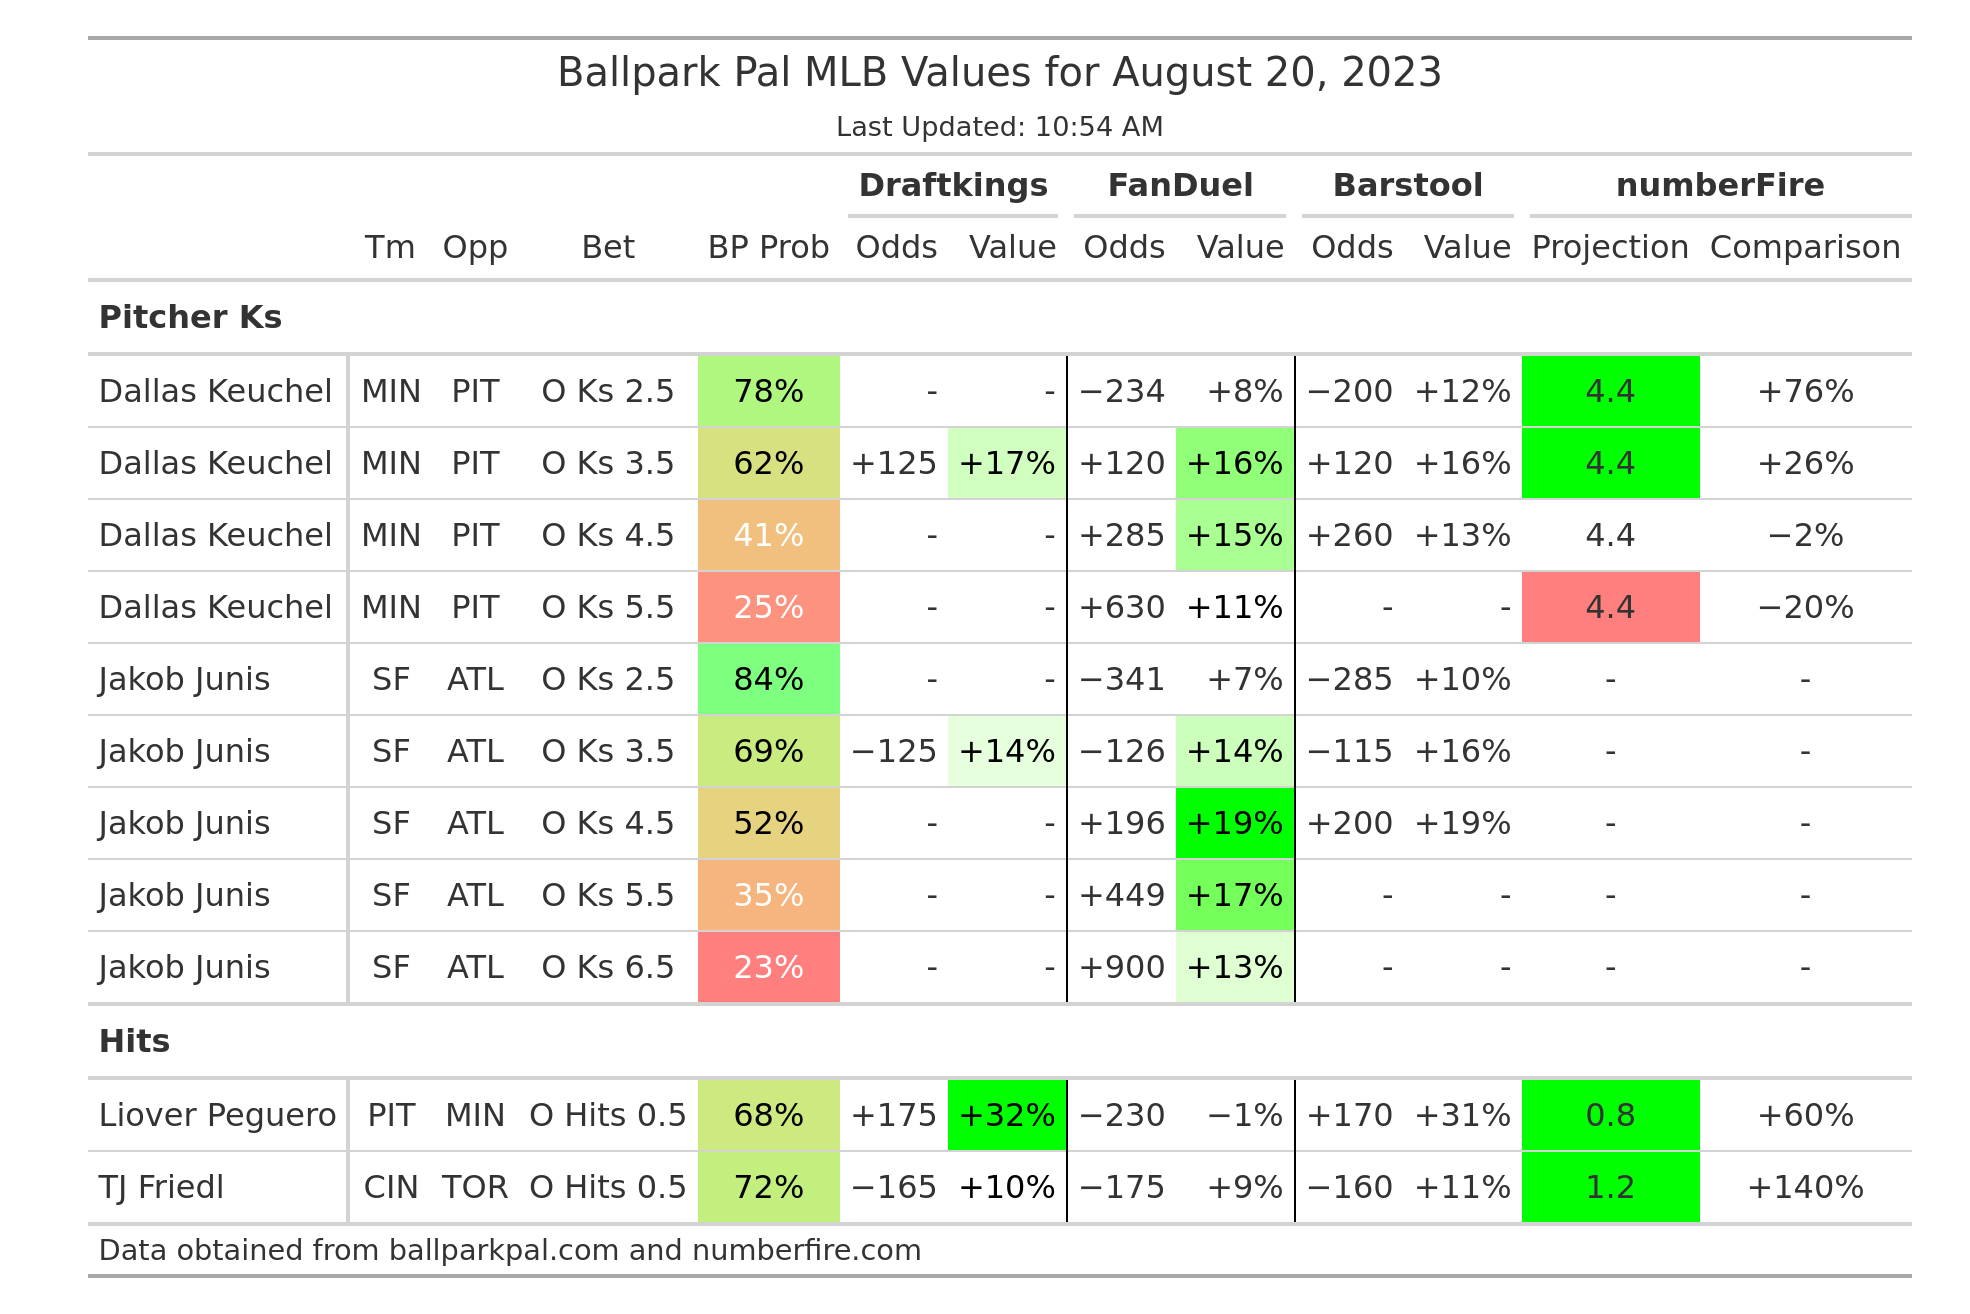 Ballpark Pal MLB Values for August 20, 2023
Last Updated: 10:54 AM
Draftkings FanDuel Barstool numberFire
Tm Opp Bet BP Prob Odds Value Odds Value Odds Value Projection Comparison
Pitcher Ks
Dallas Keuchel MIN PIT O Ks 2.5 78% - - −234 +8% −200 +12% 4.4 +76%
Dallas Keuchel MIN PIT O Ks 3.5 62% +125 +17% +120 +16% +120 +16% 4.4 +26%
Dallas Keuchel MIN PIT O Ks 4.5 41% - - +285 +15% +260 +13% 4.4 −2%
Dallas Keuchel MIN PIT O Ks 5.5 25% - - +630 +11% - - 4.4 −20%
Jakob Junis SF ATL O Ks 2.5 84% - - −341 +7% −285 +10% - -
Jakob Junis SF ATL O Ks 3.5 69% −125 +14% −126 +14% −115 +16% - -
Jakob Junis SF ATL O Ks 4.5 52% - - +196 +19% +200 +19% - -
Jakob Junis SF ATL O Ks 5.5 35% - - +449 +17% - - - -
Jakob Junis SF ATL O Ks 6.5 23% - - +900 +13% - - - -
Hits
Liover Peguero PIT MIN O Hits 0.5 68% +175 +32% −230 −1% +170 +31% 0.8 +60%
TJ Friedl CIN TOR O Hits 0.5 72% −165 +10% −175 +9% −160 +11% 1.2 +140%
Data obtained from ballparkpal.com and numberfire.com